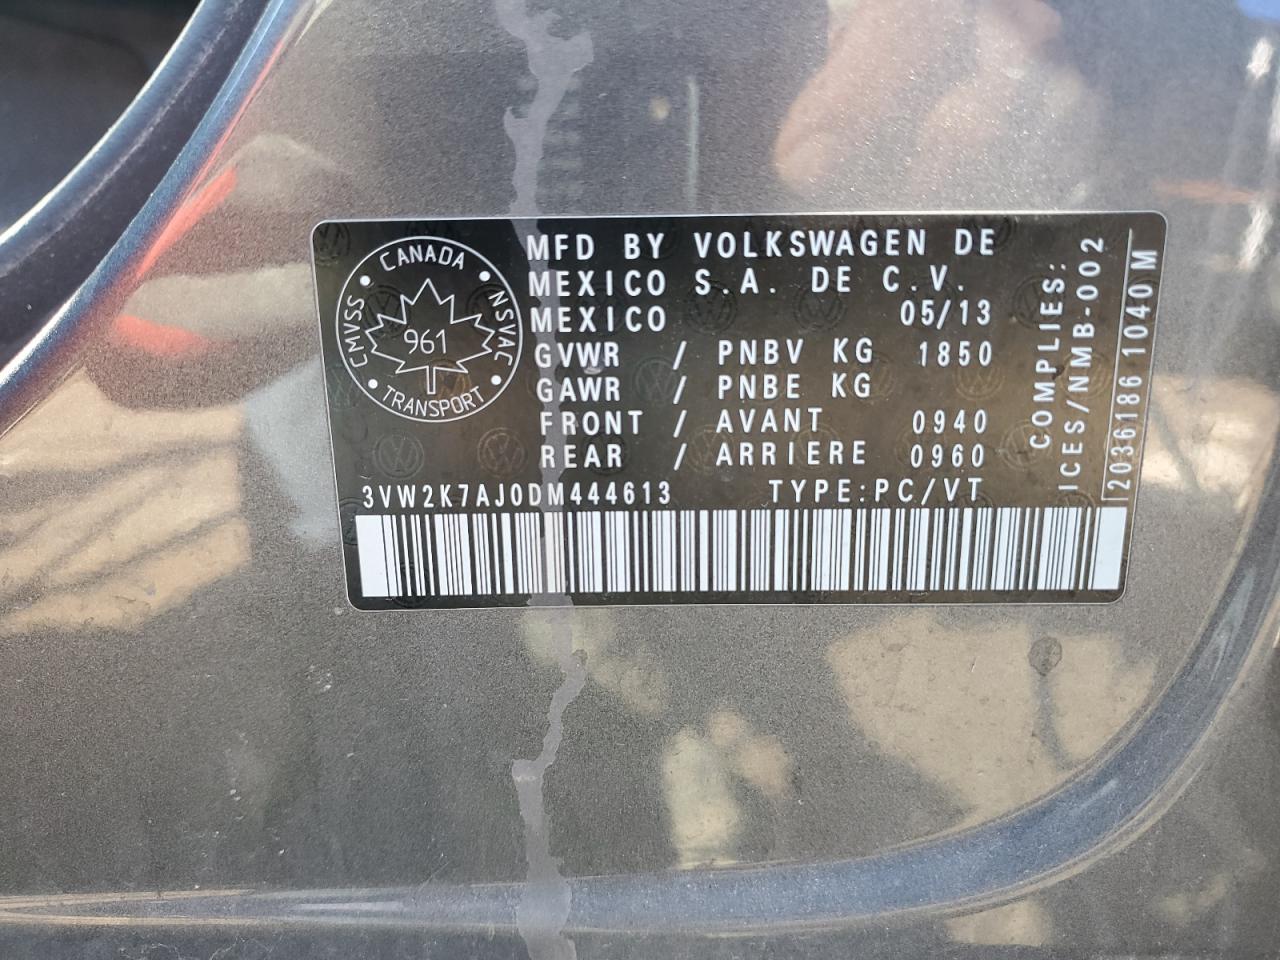 CANADA
CMVSS
NSVAC
961
TRANSPORT
MFD BY VOLKSWAGEN DE
MEXICO S.A. DE C.V.
MEXICO 05/13
GVWR / PNBV KG 1850
GAWR / PNBE KG
FRONT / AVANT 0940
REAR / ARRIERE 0960
3VW2K7AJ0DM444613 TYPE:PC/VT
COMPLIES:
ICES/NMB-002
2036186 1040M